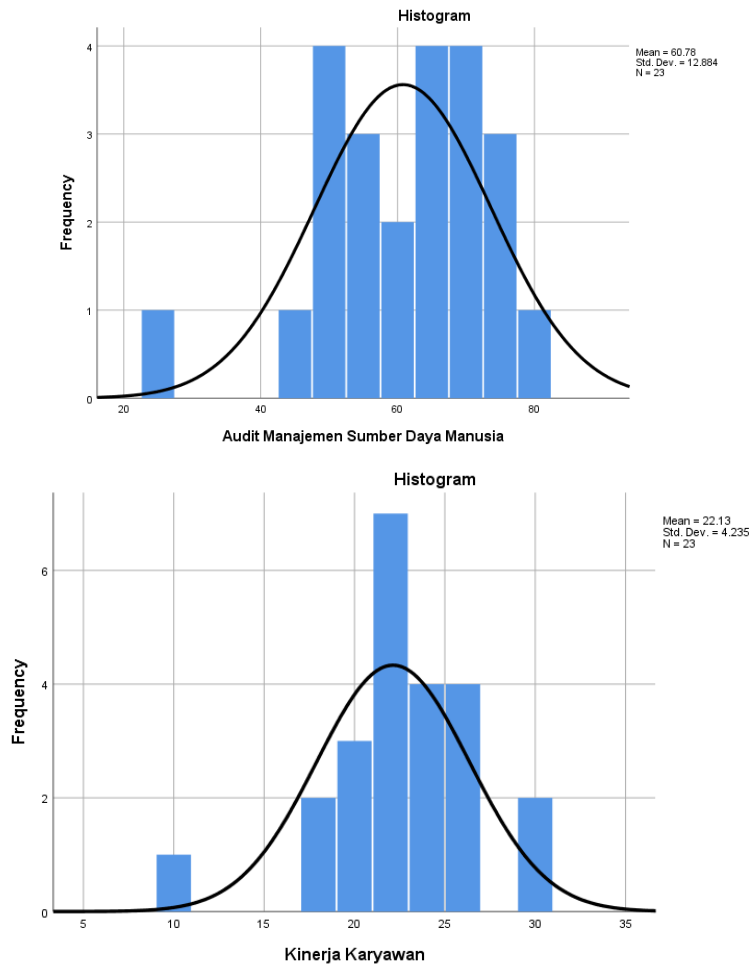 Histogram
Mean = 60.78
Std. Dev. = 12.884
N = 23
4
3
2
1
0
Frequency
20 40 60 80
Audit Manajemen Sumber Daya Manusia
Histogram
Mean = 22.13
Std. Dev. = 4.235
N = 23
6
4
2
0
Frequency
5 10 15 20 25 30 35
Kinerja Karyawan